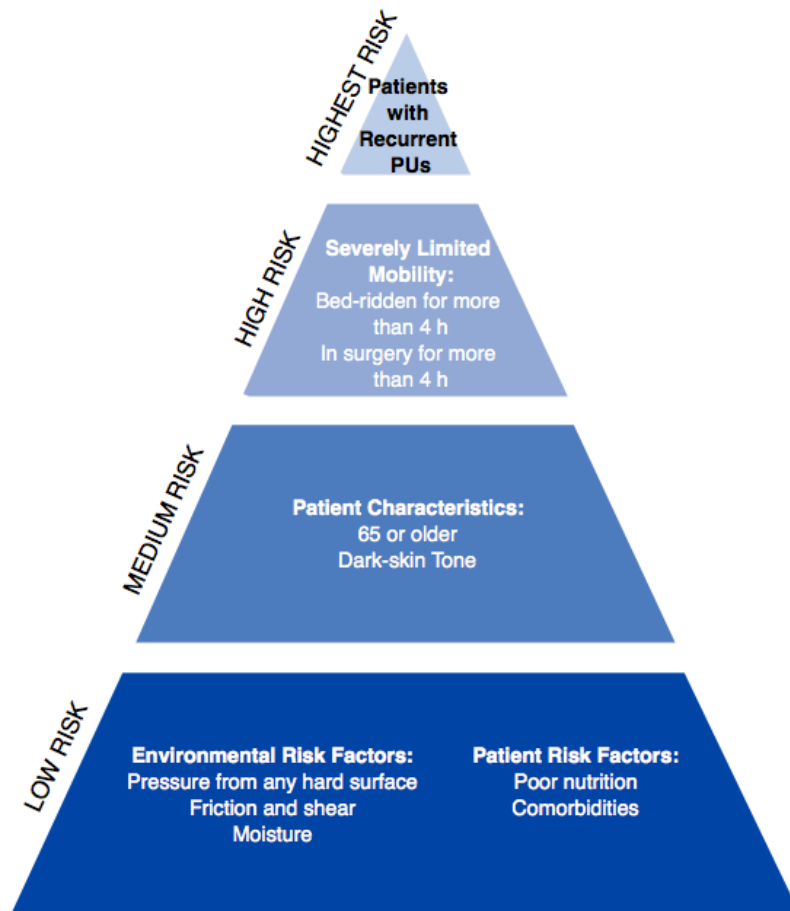 HIGHEST RISK
Patients
with
Recurrent
PUs
HIGH RISK
Severely Limited
Mobility:
Bed-ridden for more
than 4 h
In surgery for more
than 4 h
MEDIUM RISK
Patient Characteristics:
65 or older
Dark-skin Tone
LOW RISK
Environmental Risk Factors:
Pressure from any hard surface
Friction and shear
Moisture
Patient Risk Factors:
Poor nutrition
Comorbidities